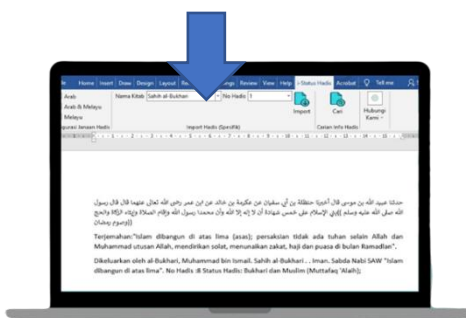 Home Insert Draw Design Layout Review View Help i-Status Hadis Acrobat Tell me
Arab Nama Kitab Sahih al-Bukhari No Hadis 1
Arab & Melayu
Melayu Import Cari Hubungi Kami
Jenisan Hadis Import Hadis (Spesifik) Carian Info Hadis
حدثنا عبيد الله بن موسى قال أخبرنا حنظلة بن أبي سفيان عن عكرمة بن خالد عن ابن عمر رضي الله تعالى عنهما قال قال رسول
الله صلى الله عليه وسلم ))بني الإسلام على خمس شهادة أن لا إله إلا الله وأن محمدا رسول الله وإقام الصلاة وإيتاء الزكاة والحج
))وصوم رمضان
Terjemahan:"Islam dibangun di atas lima (asas); persaksian tidak ada tuhan selain Allah dan
Muhammad utusan Allah, mendirikan solat, menunaikan zakat, haji dan puasa di bulan Ramadlan".
Dikeluarkan oleh al-Bukhari, Muhammad bin Ismail. Sahih al-Bukhari . . Iman. Sabda Nabi SAW "Islam
dibangun di atas lima". No Hadis :8 Status Hadis: Bukhari dan Muslim (Muttafaq 'Alaih);